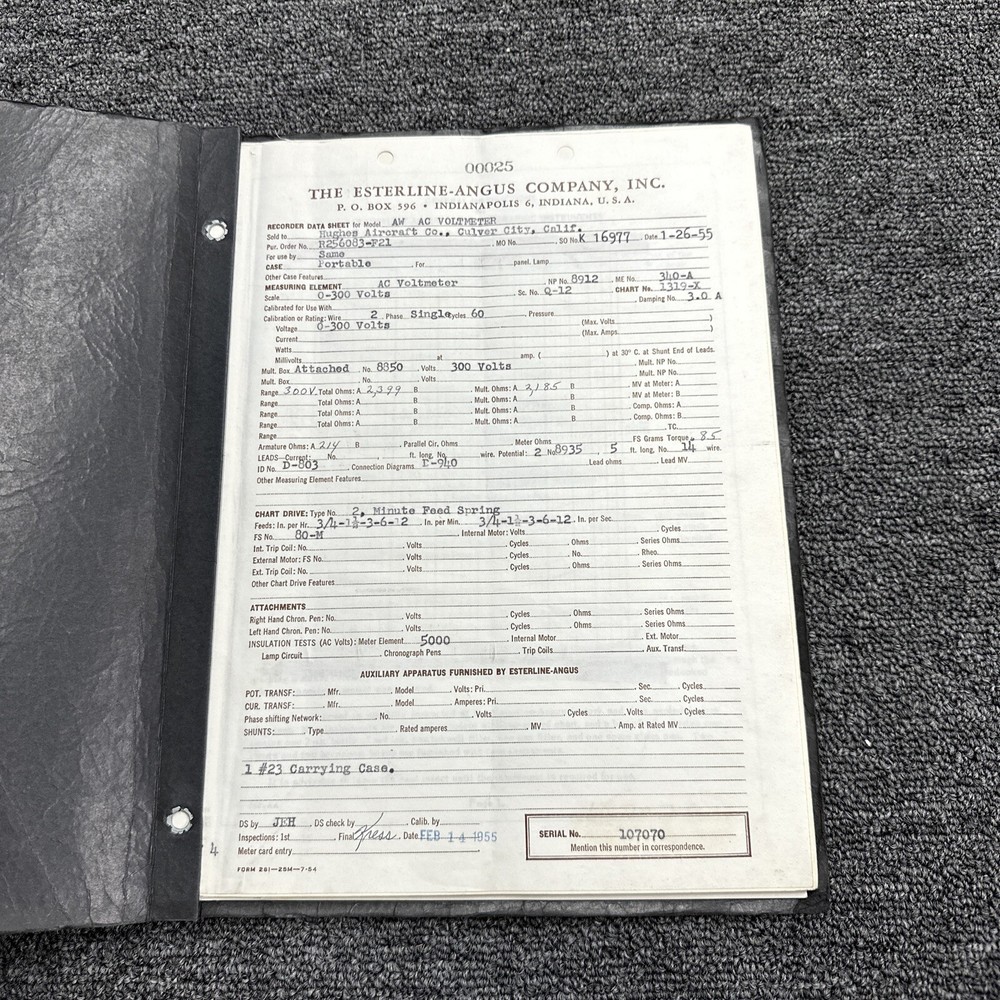 00025
THE ESTERLINE-ANGUS COMPANY, INC.
P. O. BOX 596 • INDIANAPOLIS 6, INDIANA, U. S. A.
RECORDER DATA SHEET for Model AW AC VOLTMETER
Sold to Hughes Aircraft Co., Culver City, Calif.
Pur. Order No. R256083-F21 . MO No. . SO No. K 16977 . Date 1-26-55
For use by Same
CASE Portable . For panel. Lamp
Other Case Features
MEASURING ELEMENT AC Voltmeter . NP No. 8912 . ME No. 340-A
Scale 0-300 Volts . Sc. No. Q-12 . CHART No. 1319-X
Calibrated for Use With . Damping No. 3.0 A
Calibration or Rating: Wire 2 . Phase Single Cycles 60 . Pressure
Voltage 0-300 Volts (Max. Volts )
Current (Max. Amps )
Watts
Millivolts at amp. ( ) at 30° C. at Shunt End of Leads.
Mult. Box Attached . No. 8850 . Volts 300 Volts . Mult. NP No.
Mult. Box . No. . Volts . Mult. NP No.
Range 300V. Total Ohms: A 2,399 B . Mult. Ohms: A 2,185 B MV at Meter: A
Range Total Ohms: A B . Mult. Ohms: A B . MV at Meter: B
Range Total Ohms: A B . Mult. Ohms: A B . Comp. Ohms: A
Range Total Ohms: A B . Mult. Ohms: A B . Comp. Ohms: B
Range . TC.
Armature Ohms: A 214 B . Parallel Cir. Ohms . Meter Ohms . FS Grams Torque .85
LEADS—Current: No. . ft. long, No. wire. Potential: 2 No 8935 . 5 ft. long, No. 14 wire.
ID No. D-803 . Connection Diagrams D-940 . Lead ohms . Lead MV
Other Measuring Element Features
CHART DRIVE: Type No. 2, Minute Feed Spring
Feeds: In. per Hr. 3/4-1½-3-6-12 . In. per Min. 3/4-1½-3-6-12 . In. per Sec.
FS No. 80-M . Internal Motor: Volts . Cycles
Int. Trip Coil: No. . Volts . Cycles . Ohms . Series Ohms
External Motor: FS No. . Volts . Cycles . No. . Rheo.
Ext. Trip Coil: No. . Volts . Cycles . Ohms . Series Ohms
Other Chart Drive Features
ATTACHMENTS
Right Hand Chron. Pen: No. . Volts . Cycles . Ohms . Series Ohms
Left Hand Chron. Pen: No. . Volts . Cycles . Ohms . Series Ohms
INSULATION TESTS (AC Volts): Meter Element 5000 . Internal Motor . Ext. Motor
Lamp Circuit . Chronograph Pens . Trip Coils . Aux. Transf.
AUXILIARY APPARATUS FURNISHED BY ESTERLINE-ANGUS
POT. TRANSF: . Mfr. . Model . Volts: Pri. . Sec. . Cycles
CUR. TRANSF: . Mfr. . Model . Amperes: Pri. . Sec. . Cycles
Phase shifting Network: No. . Volts . Cycles . Volts . Cycles
SHUNTS: . Type . Rated amperes . MV . Amp. at Rated MV
1 #23 Carrying Case.
DS by JEH . DS check by . Calib. by
Inspections: 1st Final . Date FEB 14 1955
Meter card entry
SERIAL No. 107070
Mention this number in correspondence.
4
FORM 281—25M—7-54